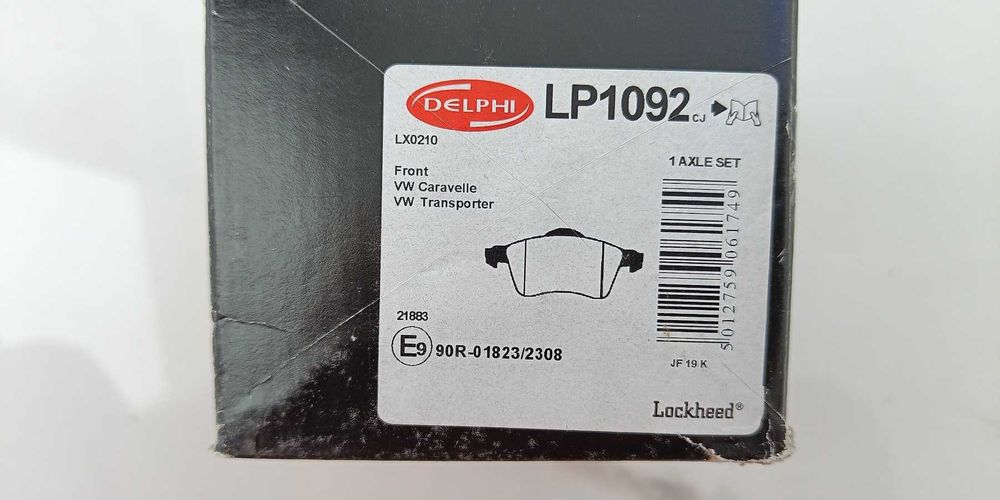 DELPHI
LP1092 CJ
LX0210
1 AXLE SET
Front
VW Caravelle
VW Transporter
5012759061749
21883
E9 90R-01823/2308
JF 19 K
Lockheed®